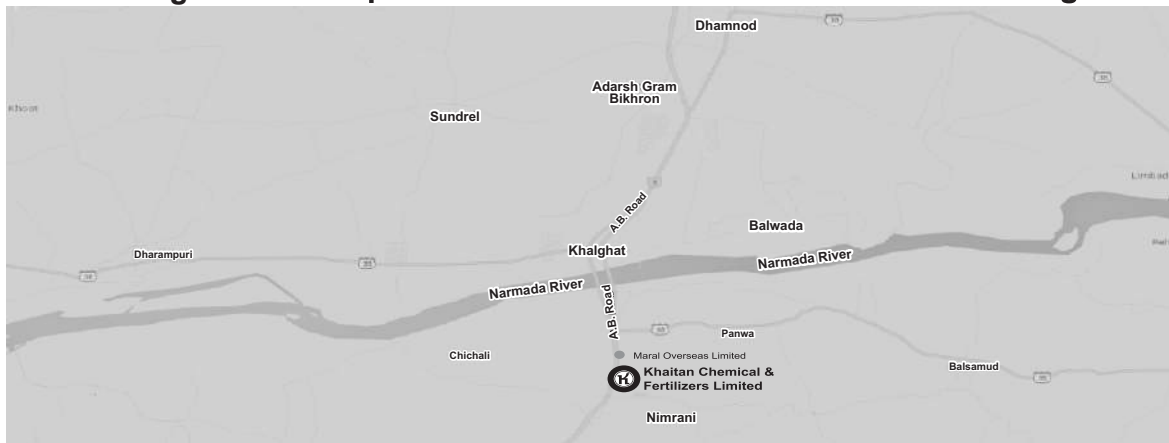 Dhamnod
Adarsh Gram
Bikhron
Sundrel
Khoot
A.B. Road
Balwada
Khalghat
Dharampuri
Narmada River
Narmada River
A.B. Road
Panwa
Chichali
Maral Overseas Limited
Balsamud
K
Khaitan Chemical &
Fertilizers Limited
Nimrani